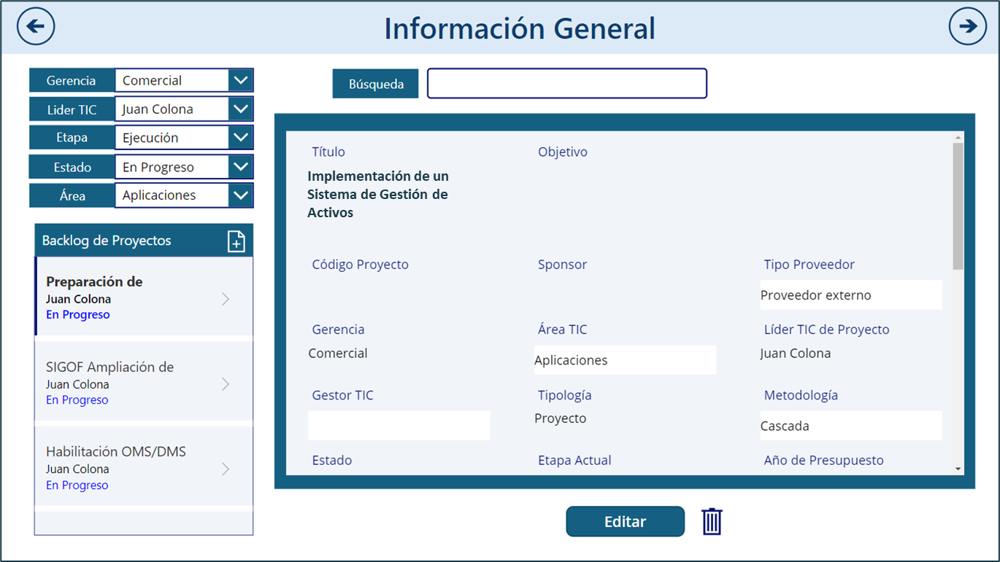 Información General
Gerencia Comercial
Lider TIC Juan Colona
Etapa Ejecución
Estado En Progreso
Área Aplicaciones
Búsqueda
Backlog de Proyectos
Preparación de
Juan Colona
En Progreso
SIGOF Ampliación de
Juan Colona
En Progreso
Habilitación OMS/DMS
Juan Colona
En Progreso
Título Objetivo
Implementación de un
Sistema de Gestión de
Activos
Código Proyecto Sponsor Tipo Proveedor
Proveedor externo
Gerencia Área TIC Líder TIC de Proyecto
Comercial Aplicaciones Juan Colona
Gestor TIC Tipología Metodología
Proyecto Cascada
Estado Etapa Actual Año de Presupuesto
Editar